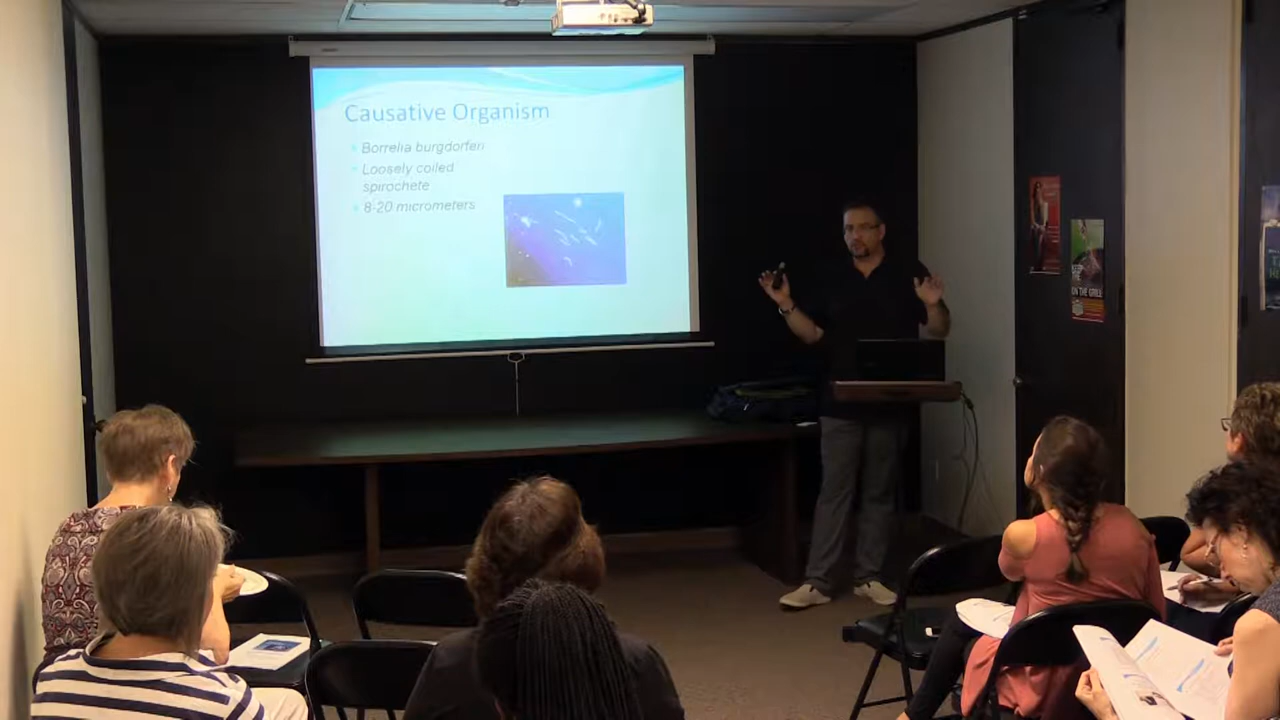 Causative Organism
Borrelia burgdorferi
Loosely coiled
spirochete
8-20 micrometers
ON THE GRILL